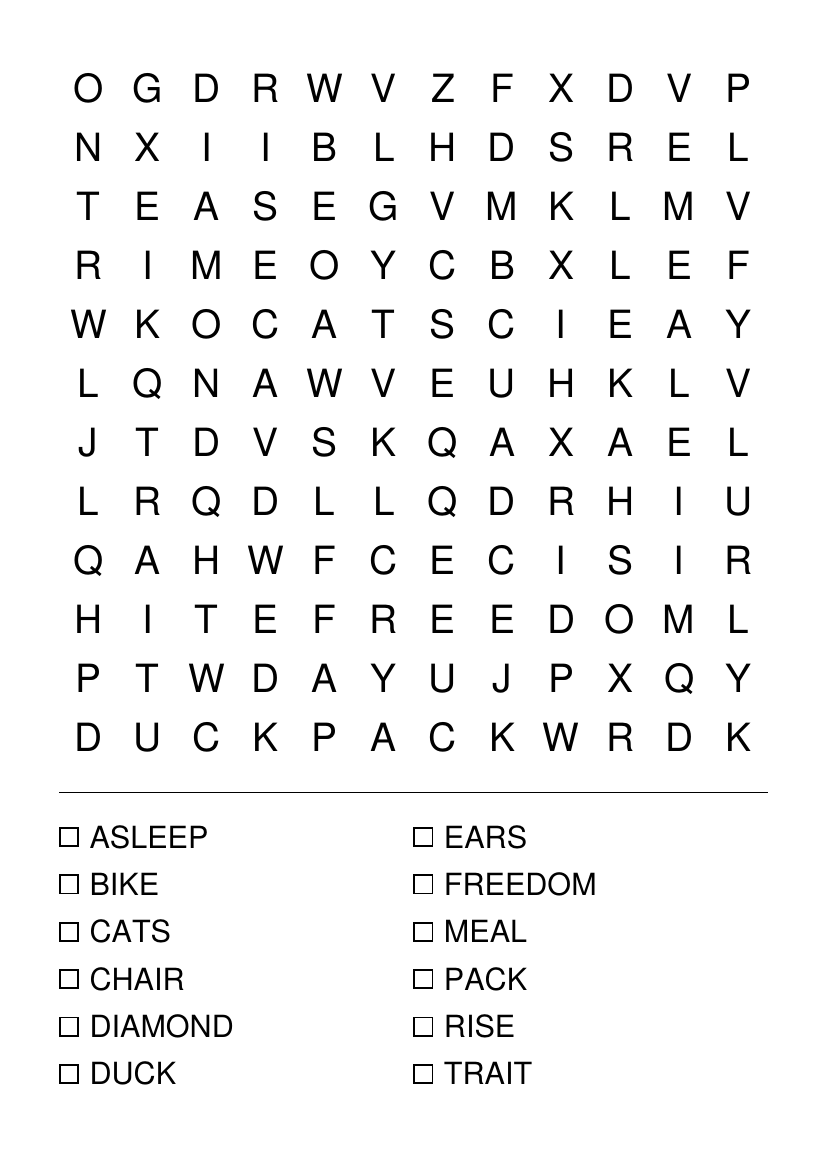 O G D R W V Z F X D V P
N X I I B L H D S R E L
T E A S E G V M K L M V
R I M E O Y C B X L E F
W K O C A T S C I E A Y
L Q N A W V E U H K L V
J T D V S K Q A X A E L
L R Q D L L Q D R H I U
Q A H W F C E C I S I R
H I T E F R E E D O M L
P T W D A Y U J P X Q Y
D U C K P A C K W R D K
ASLEEP
BIKE
CATS
CHAIR
DIAMOND
DUCK
EARS
FREEDOM
MEAL
PACK
RISE
TRAIT